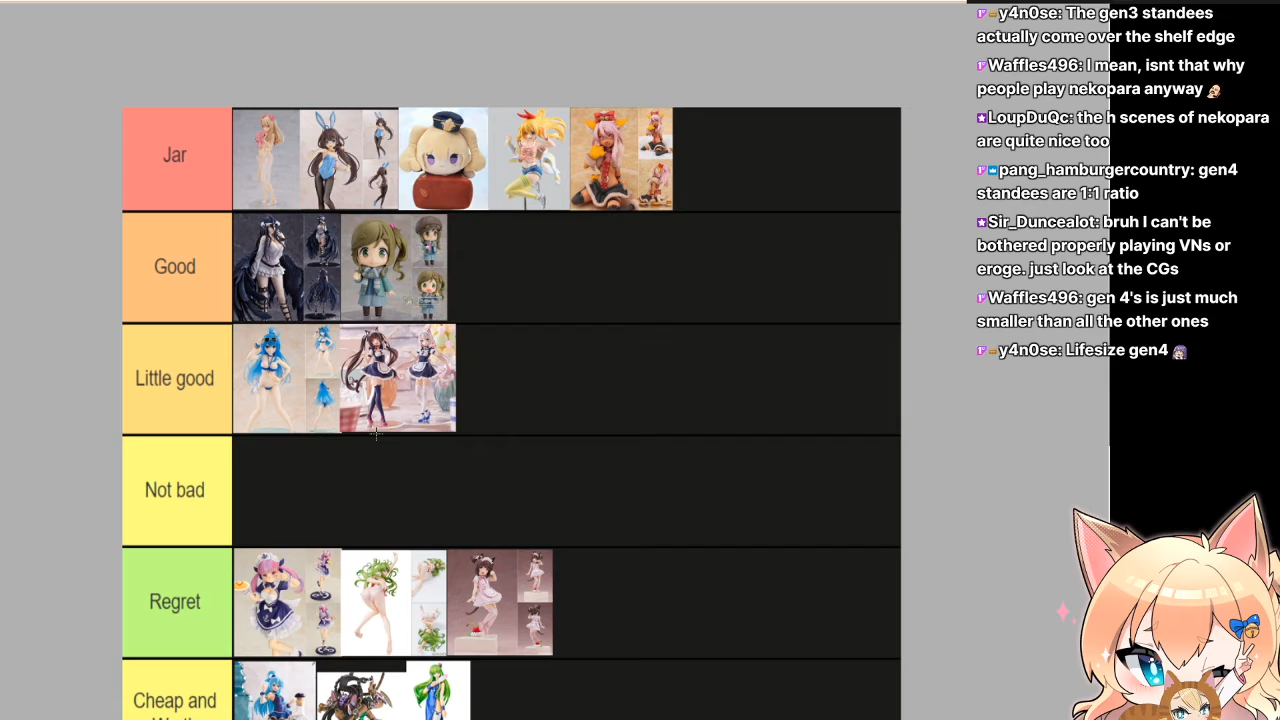 y4n0se: The gen3 standees
actually come over the shelf edge
Waffles496: I mean, isnt that why
people play nekopara anyway
LoupDuQc: the h scenes of nekopara
are quite nice too
pang_hamburgercountry: gen4
standees are 1:1 ratio
Sir_Duncealot: bruh I can't be
bothered properly playing VNs or
eroge. just look at the CGs
Waffles496: gen 4's is just much
smaller than all the other ones
y4n0se: Lifesize gen4
Jar
Good
Little good
Not bad
Regret
Cheap and